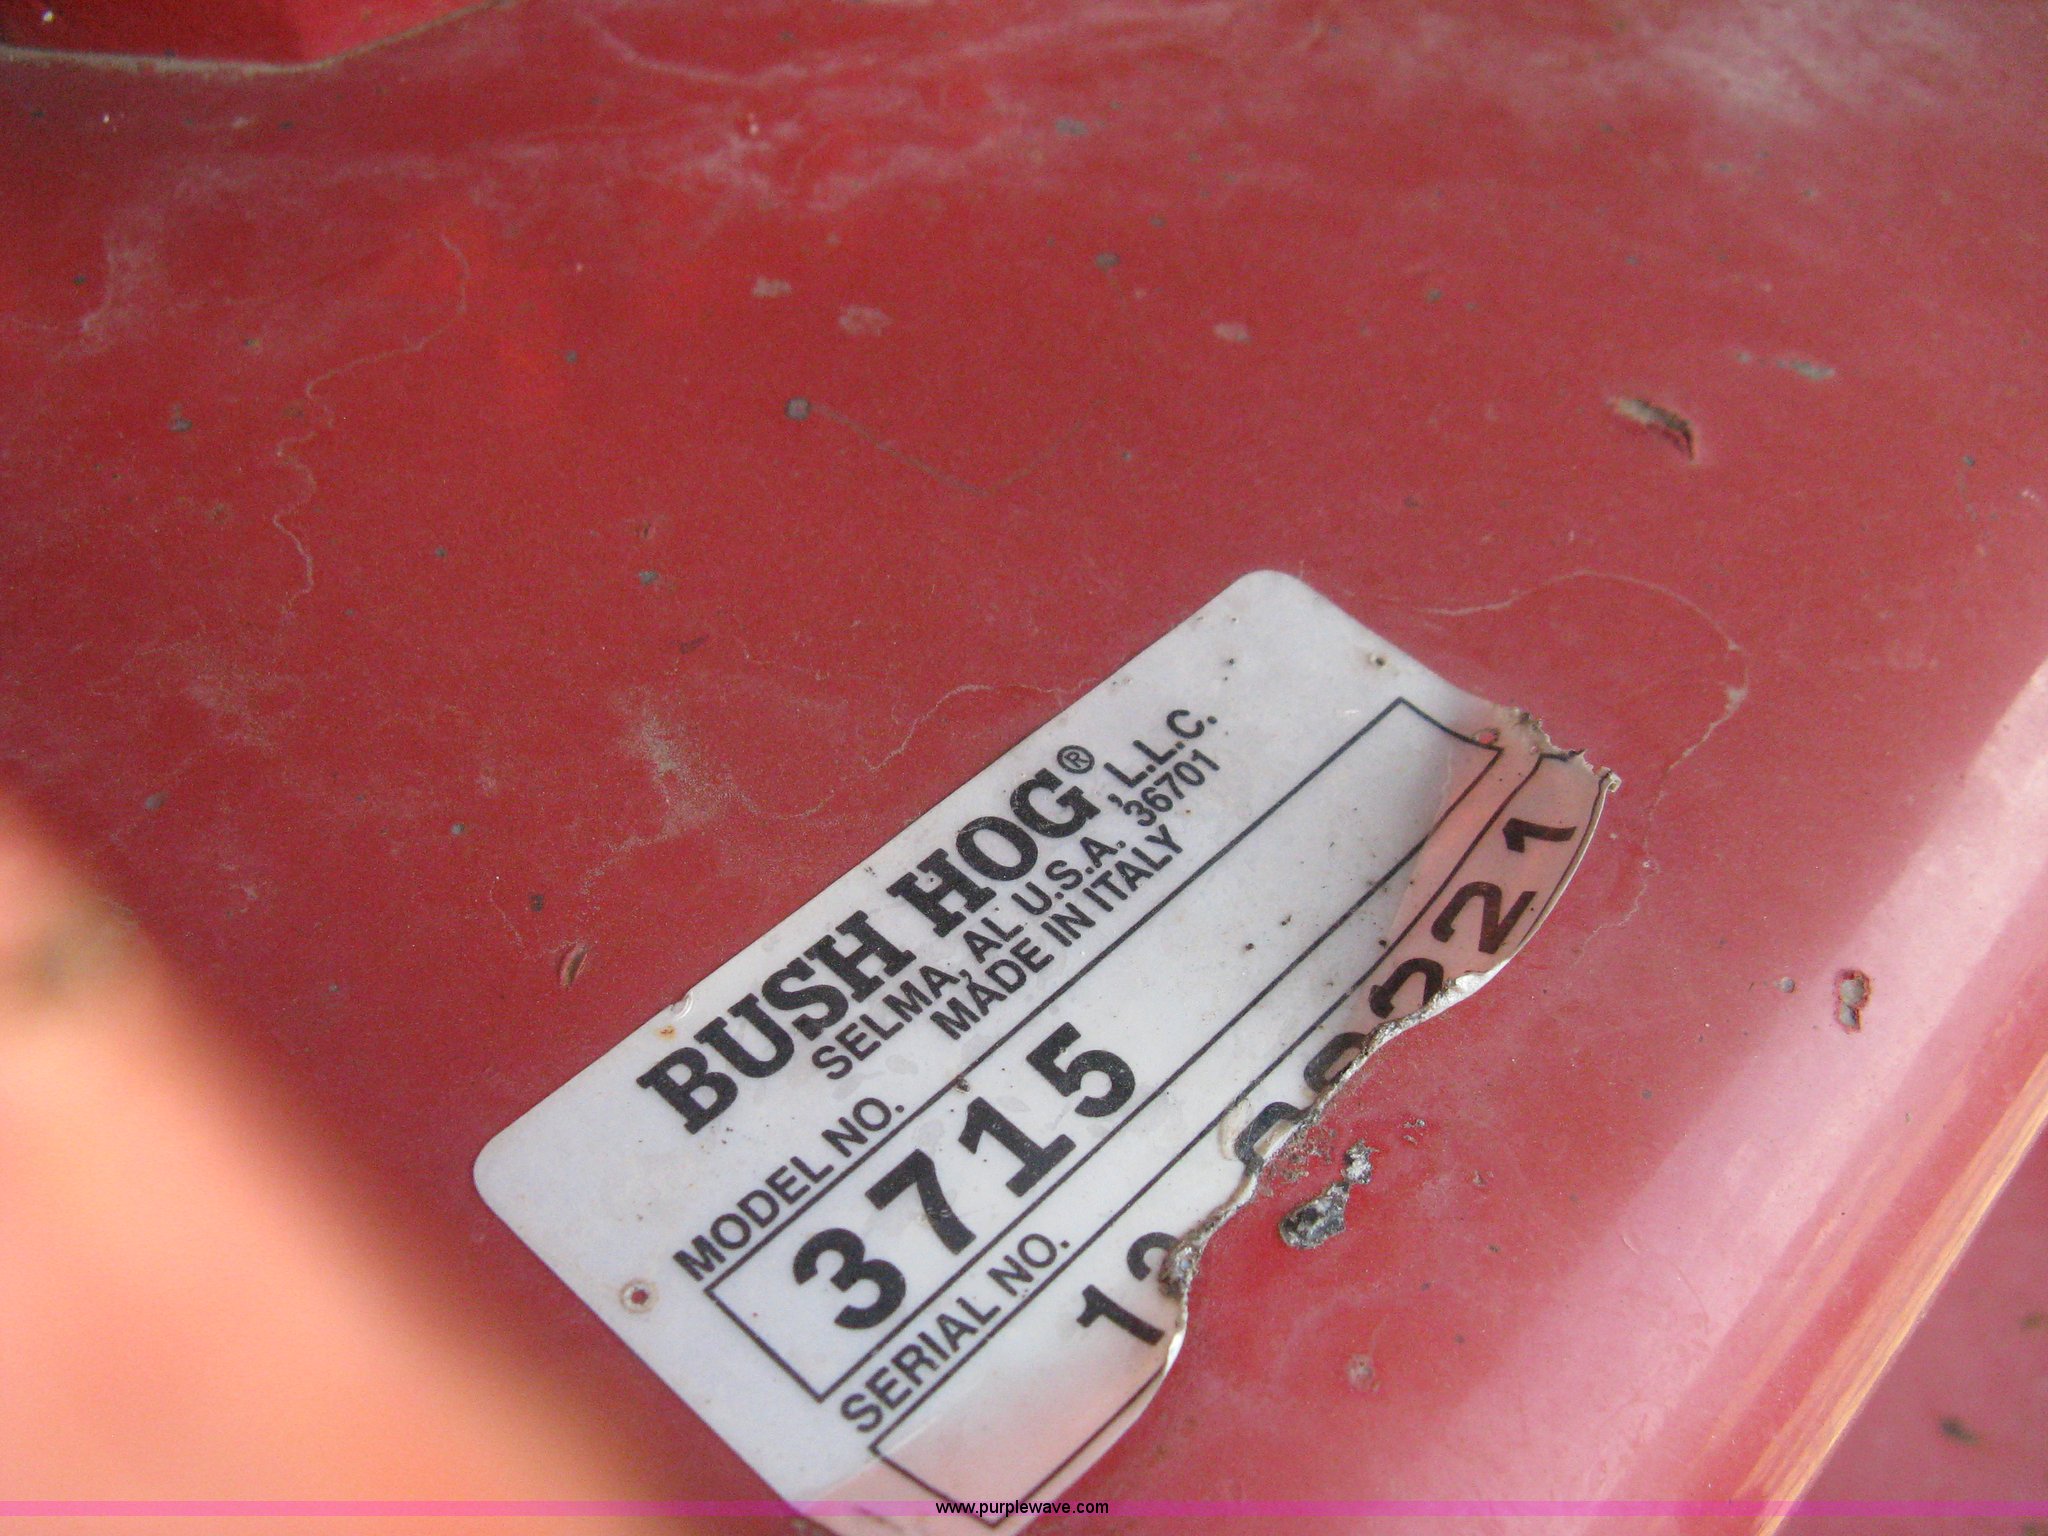 BUSH HOG®, L.L.C.
SELMA, AL U.S.A. 36701
MADE IN ITALY
MODEL NO.
3715
SERIAL NO.
www.purplewave.com